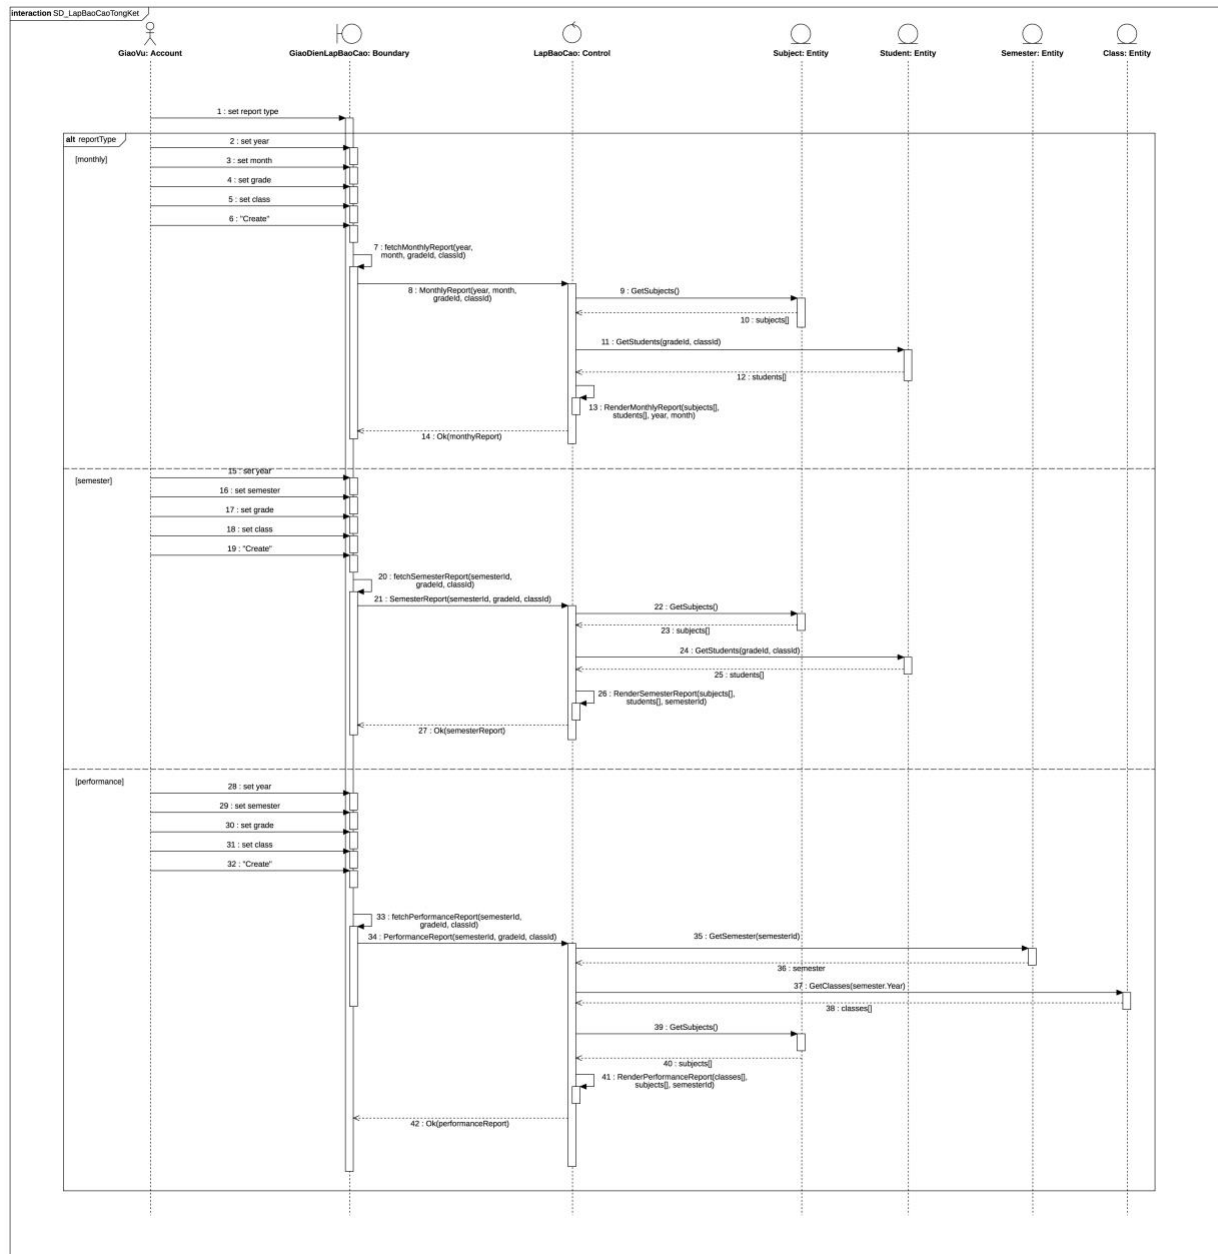 interaction SD_LapBaoCaoTongKet
GiaoVu: Account
GiaoDienLapBaoCao: Boundary
LapBaoCao: Control
Subject: Entity
Student: Entity
Semester: Entity
Class: Entity
1 : set report type
alt reportType
[monthly]
2 : set year
3 : set month
4 : set grade
5 : set class
6 : "Create"
7 : fetchMonthlyReport(year,
month, gradeId, classId)
8 : MonthlyReport(year, month,
gradeId, classId)
9 : GetSubjects()
10 : subjects[]
11 : GetStudents(gradeId, classId)
12 : students[]
13 : RenderMonthlyReport(subjects[],
students[], year, month)
14 : Ok(monthyReport)
[semester]
15 : set year
16 : set semester
17 : set grade
18 : set class
19 : "Create"
20 : fetchSemesterReport(semesterId,
gradeId, classId)
21 : SemesterReport(semesterId, gradeId, classId)
22 : GetSubjects()
23 : subjects[]
24 : GetStudents(gradeId, classId)
25 : students[]
26 : RenderSemesterReport(subjects[],
students[], semesterId)
27 : Ok(semesterReport)
[performance]
28 : set year
29 : set semester
30 : set grade
31 : set class
32 : "Create"
33 : fetchPerformanceReport(semesterId,
gradeId, classId)
34 : PerformanceReport(semesterId, gradeId, classId)
35 : GetSemester(semesterId)
36 : semester
37 : GetClasses(semester.Year)
38 : classes[]
39 : GetSubjects()
40 : subjects[]
41 : RenderPerformanceReport(classes[],
subjects[], semesterId)
42 : Ok(performanceReport)